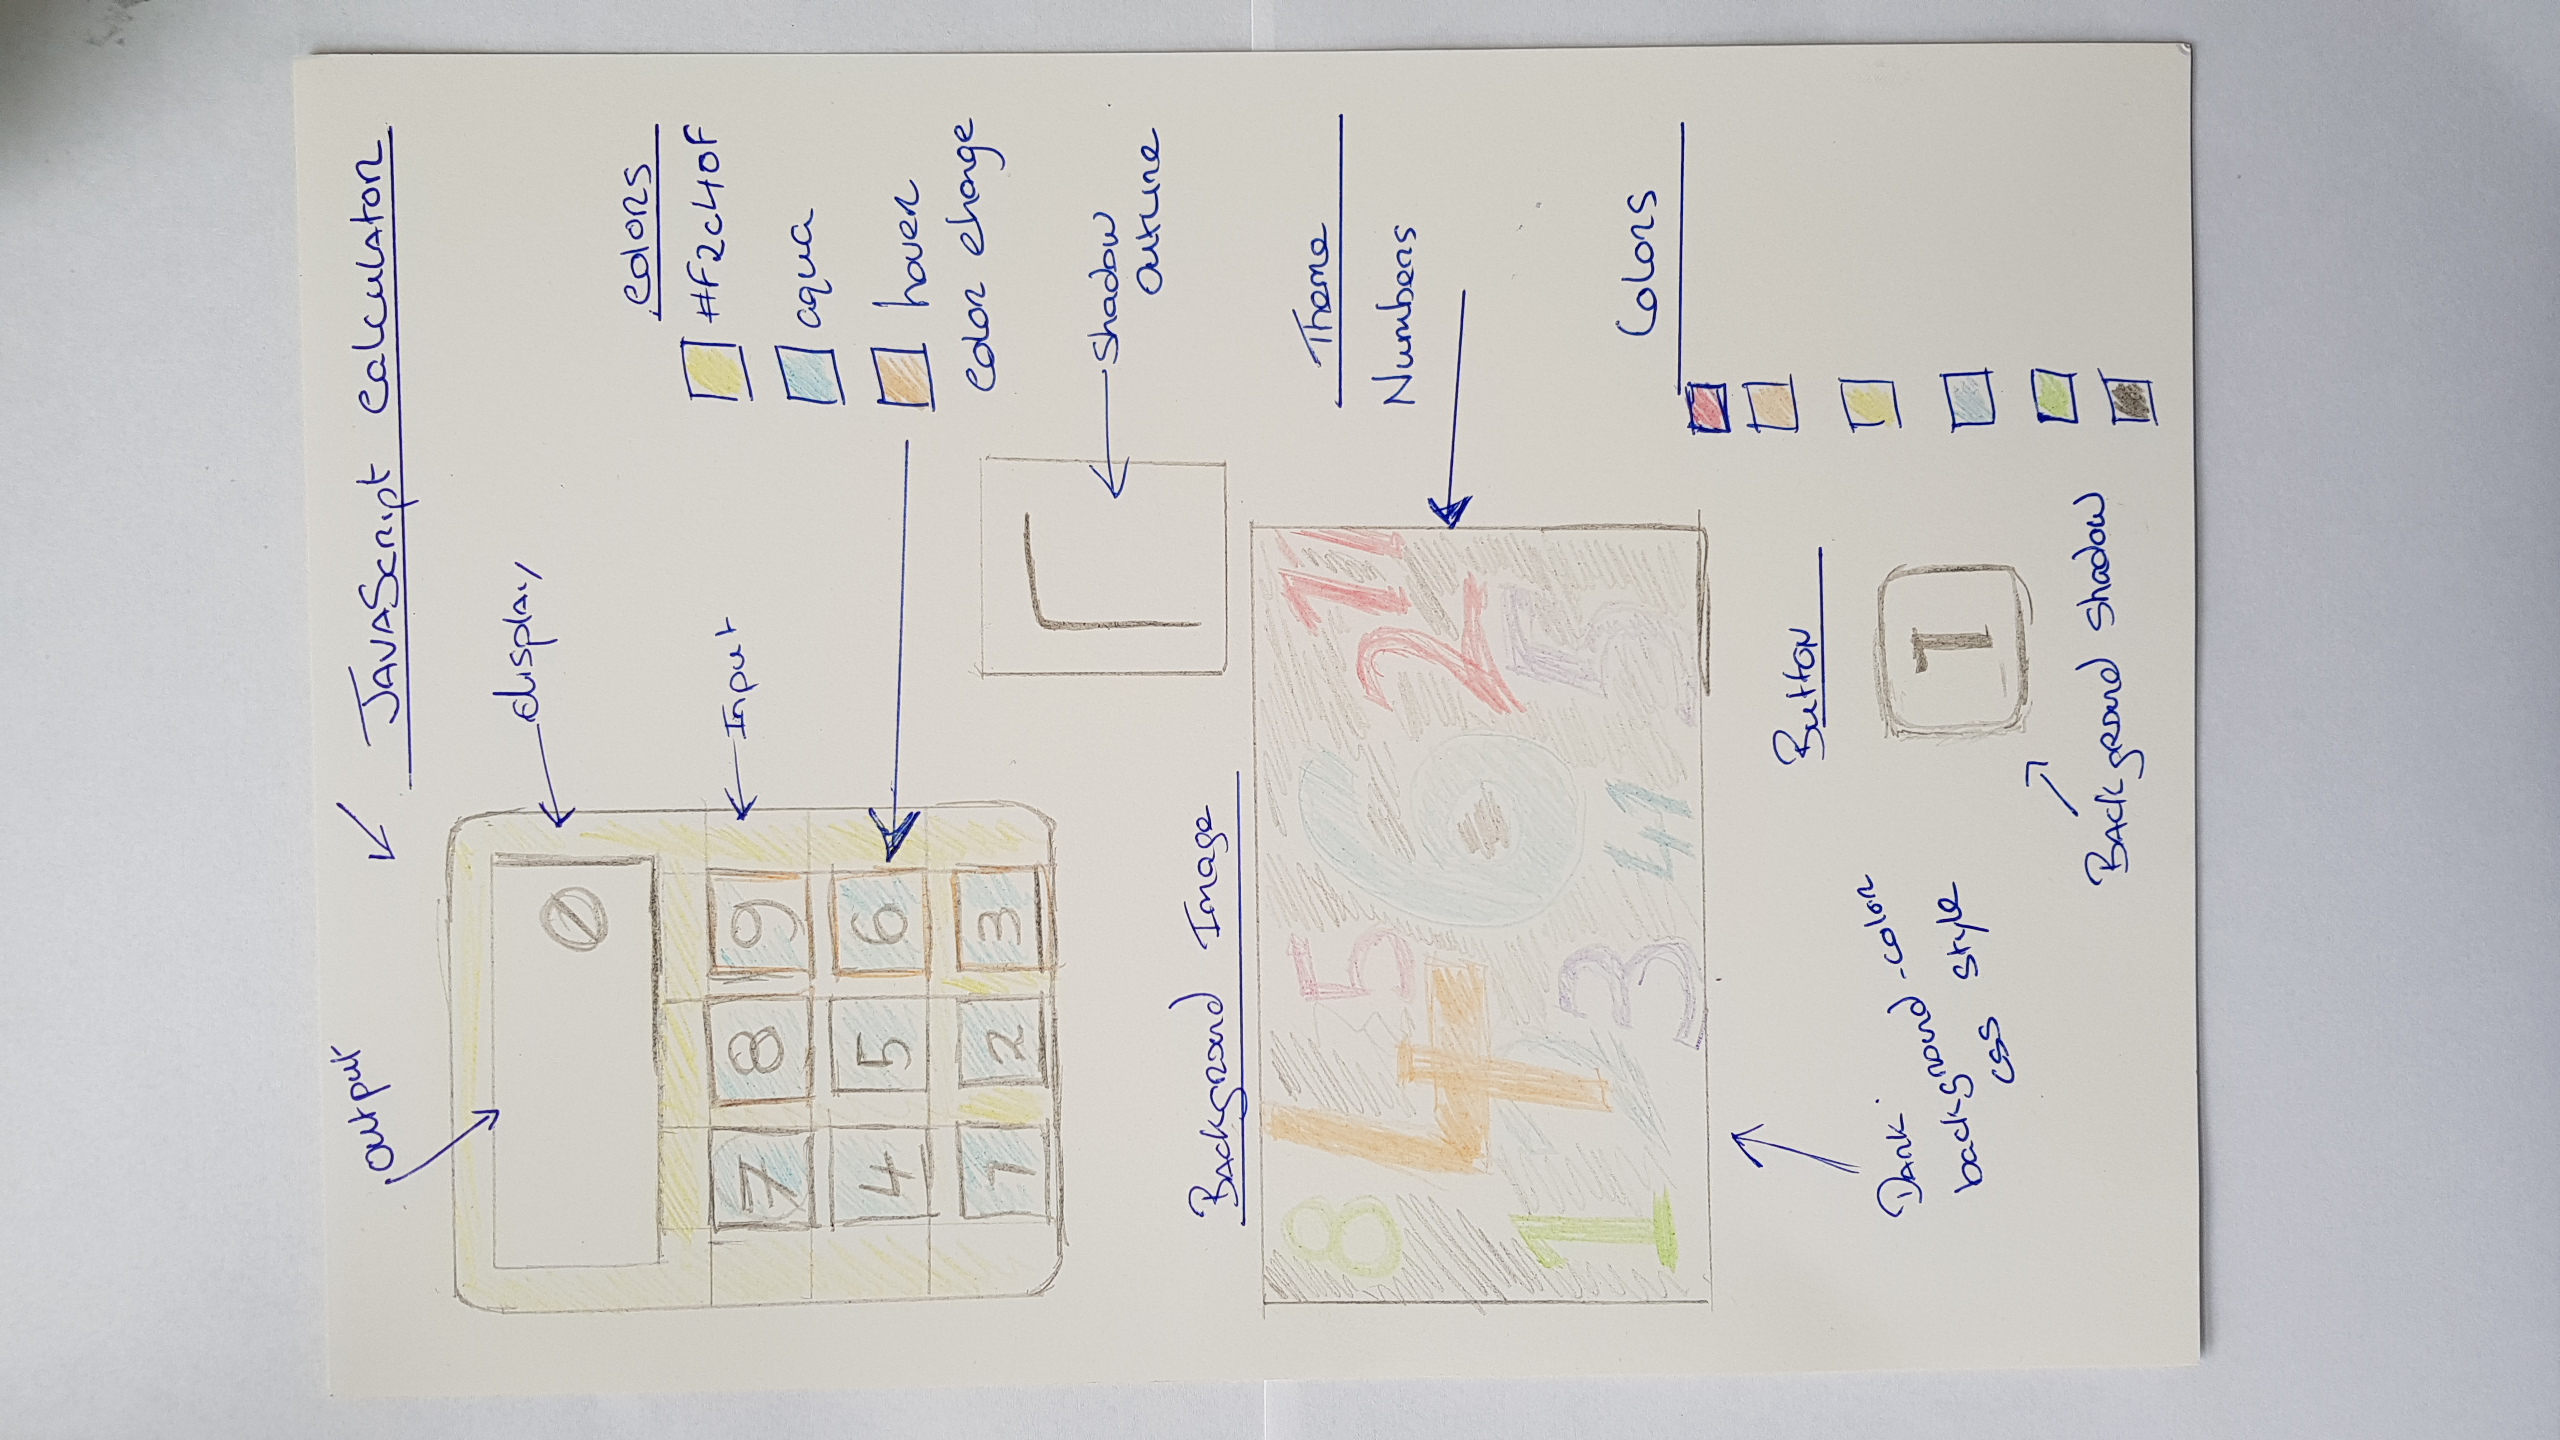 output
JAVAScript Calculator
display
0
colors
#F2c40F
Input
7 8 9
aqua
4 5 6
hover
color change
1 2 3
Shadow
outline
Background Image
8 4 5 6 2 11
1 3 41 5
Theme
Numbers
Colors
Button
1
Dark
background-color
css style
Background shadow